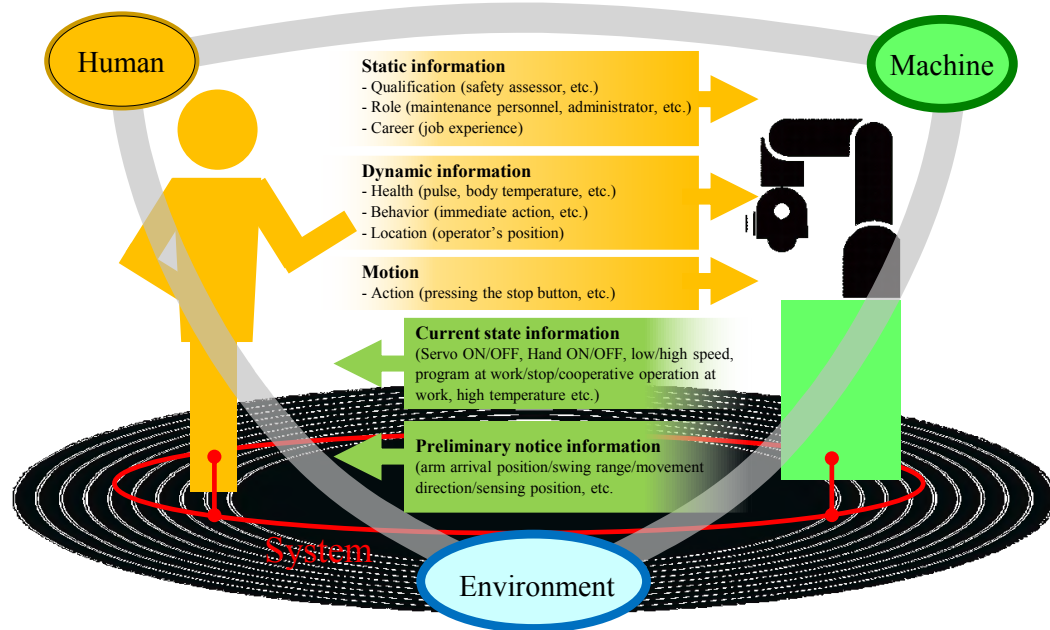 Human
Machine
Static information
- Qualification (safety assessor, etc.)
- Role (maintenance personnel, administrator, etc.)
- Career (job experience)
Dynamic information
- Health (pulse, body temperature, etc.)
- Behavior (immediate action, etc.)
- Location (operator’s position)
Motion
- Action (pressing the stop button, etc.)
Current state information
(Servo ON/OFF, Hand ON/OFF, low/high speed,
program at work/stop/cooperative operation at
work, high temperature etc.)
Preliminary notice information
(arm arrival position/swing range/movement
direction/sensing position, etc.
System
Environment